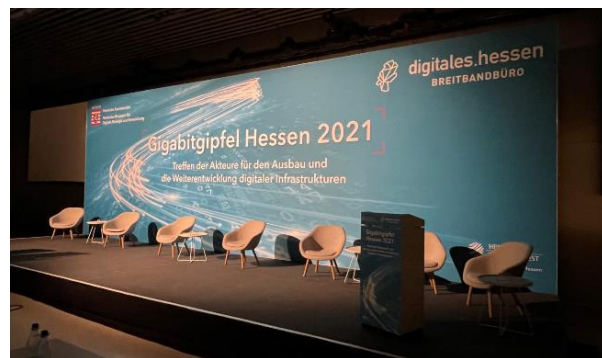 digitales.hessen
BREITBANDBÜRO
Gigabitgipfel Hessen 2021
Treffen der Akteure für den Ausbau und
die Weiterentwicklung digitaler Infrastrukturen
Gigabitgipfel
Hessen 2021